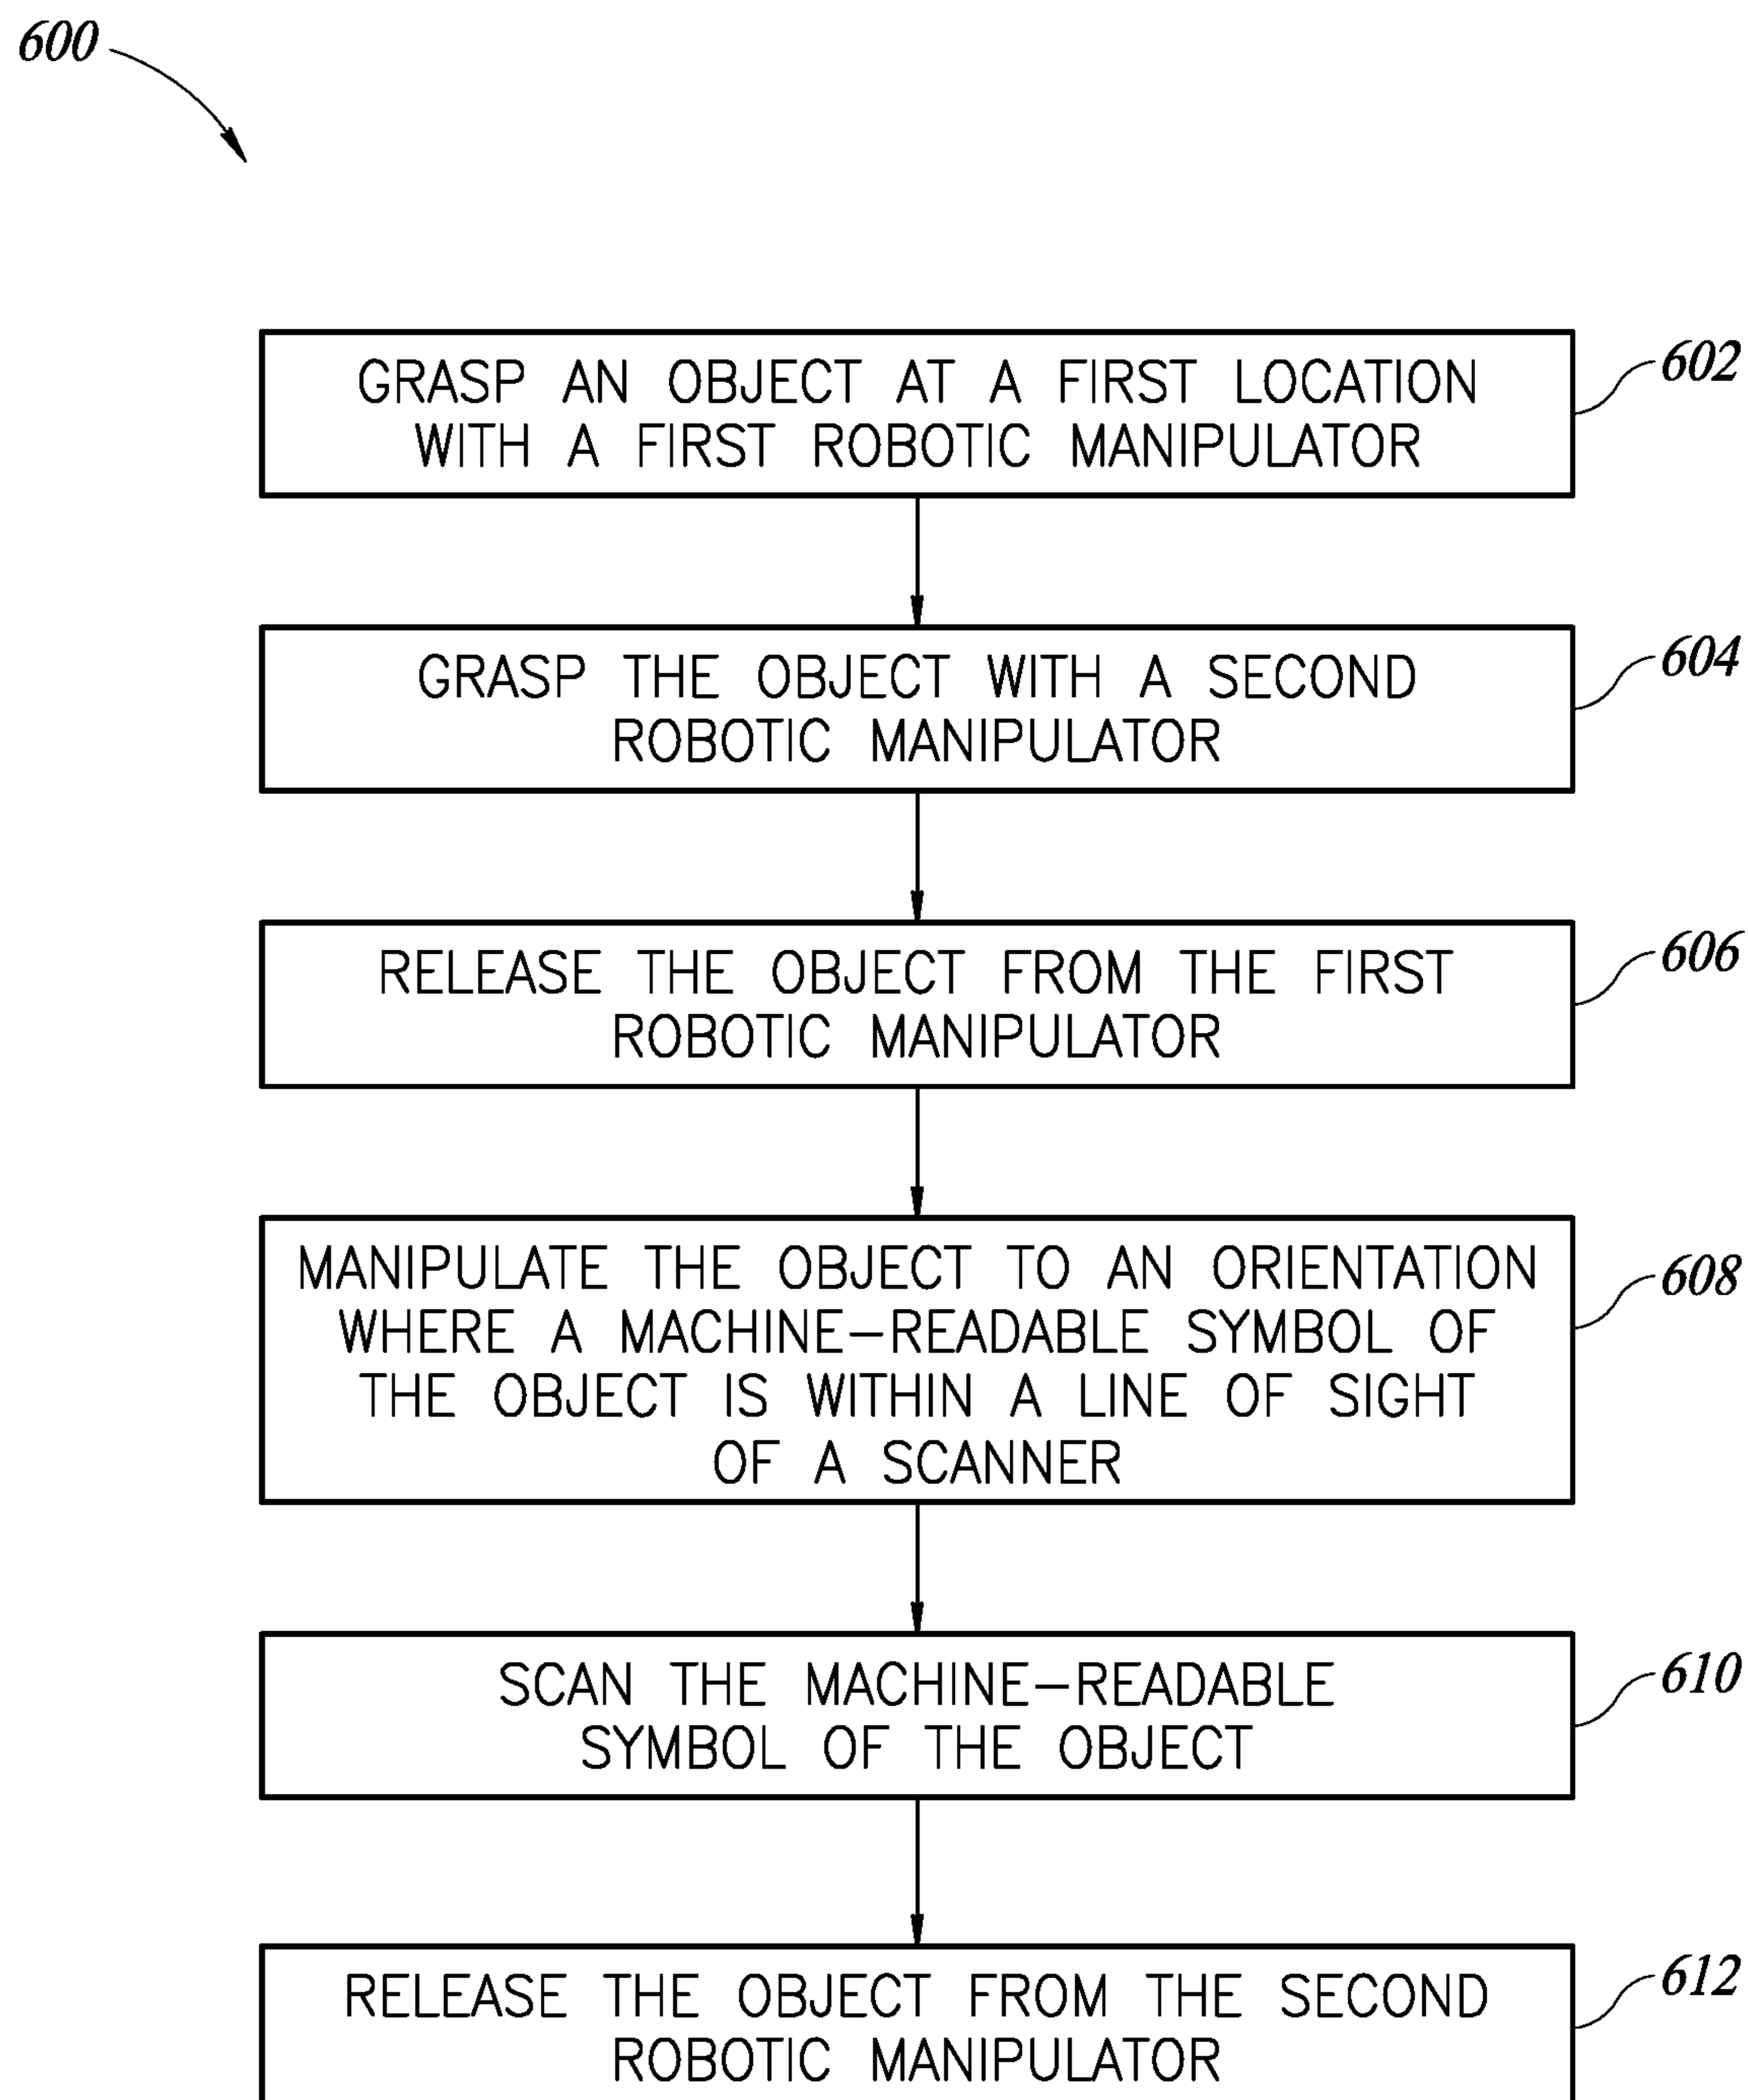 600
GRASP AN OBJECT AT A FIRST LOCATION
WITH A FIRST ROBOTIC MANIPULATOR
602
GRASP THE OBJECT WITH A SECOND
ROBOTIC MANIPULATOR
604
RELEASE THE OBJECT FROM THE FIRST
ROBOTIC MANIPULATOR
606
MANIPULATE THE OBJECT TO AN ORIENTATION
WHERE A MACHINE–READABLE SYMBOL OF
THE OBJECT IS WITHIN A LINE OF SIGHT
OF A SCANNER
608
SCAN THE MACHINE–READABLE
SYMBOL OF THE OBJECT
610
RELEASE THE OBJECT FROM THE SECOND
ROBOTIC MANIPULATOR
612